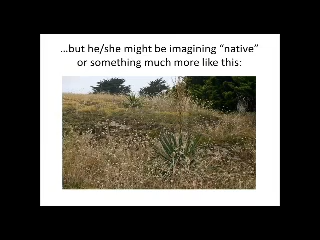 …but he/she might be imagining “native”
or something much more like this: